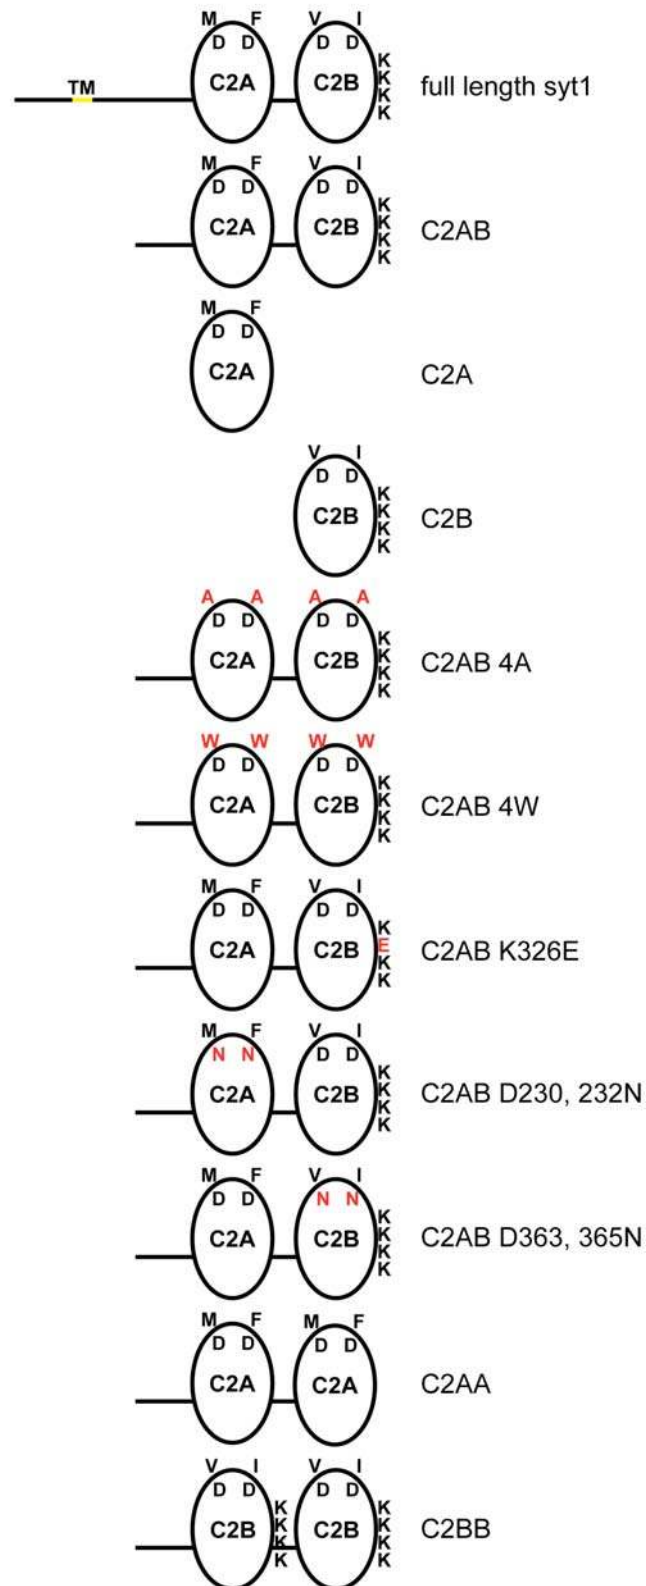 M F V I
D D D D
TM C2A C2B K K K K full length syt1
M F V I
D D D D
C2A C2B K K K K C2AB
M F
D D
C2A C2A
V I
D D
C2B K K K K C2B
A A A A
D D D D
C2A C2B K K K K C2AB 4A
W W W W
D D D D
C2A C2B K K K K C2AB 4W
M F V I
D D D D
C2A C2B K E K K C2AB K326E
M F V I
N N D D
C2A C2B K K K K C2AB D230, 232N
M F V I
D D N N
C2A C2B K K K K C2AB D363, 365N
M F M F
D D D D
C2A C2A C2AA
V I V I
D D D D
C2B K K K K C2B K K K K C2BB